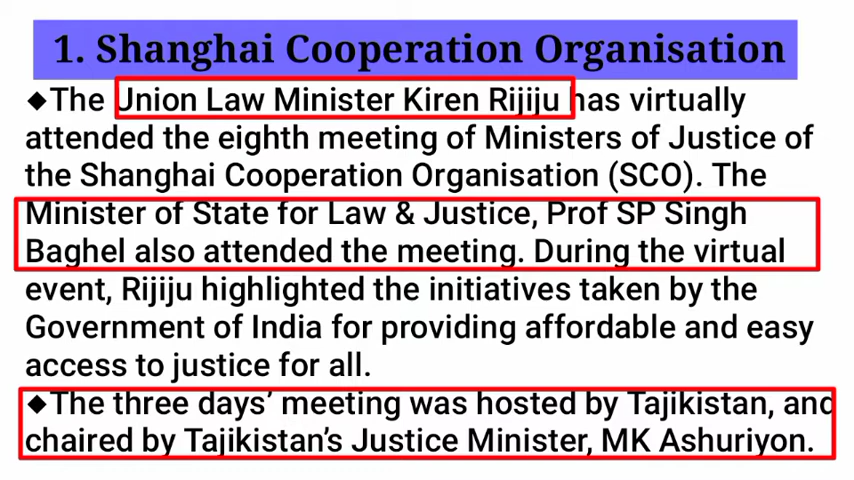 1. Shanghai Cooperation Organisation
◆The Union Law Minister Kiren Rijiju has virtually
attended the eighth meeting of Ministers of Justice of
the Shanghai Cooperation Organisation (SCO). The
Minister of State for Law & Justice, Prof SP Singh
Baghel also attended the meeting. During the virtual
event, Rijiju highlighted the initiatives taken by the
Government of India for providing affordable and easy
access to justice for all.
◆The three days’ meeting was hosted by Tajikistan, and
chaired by Tajikistan’s Justice Minister, MK Ashuriyon.